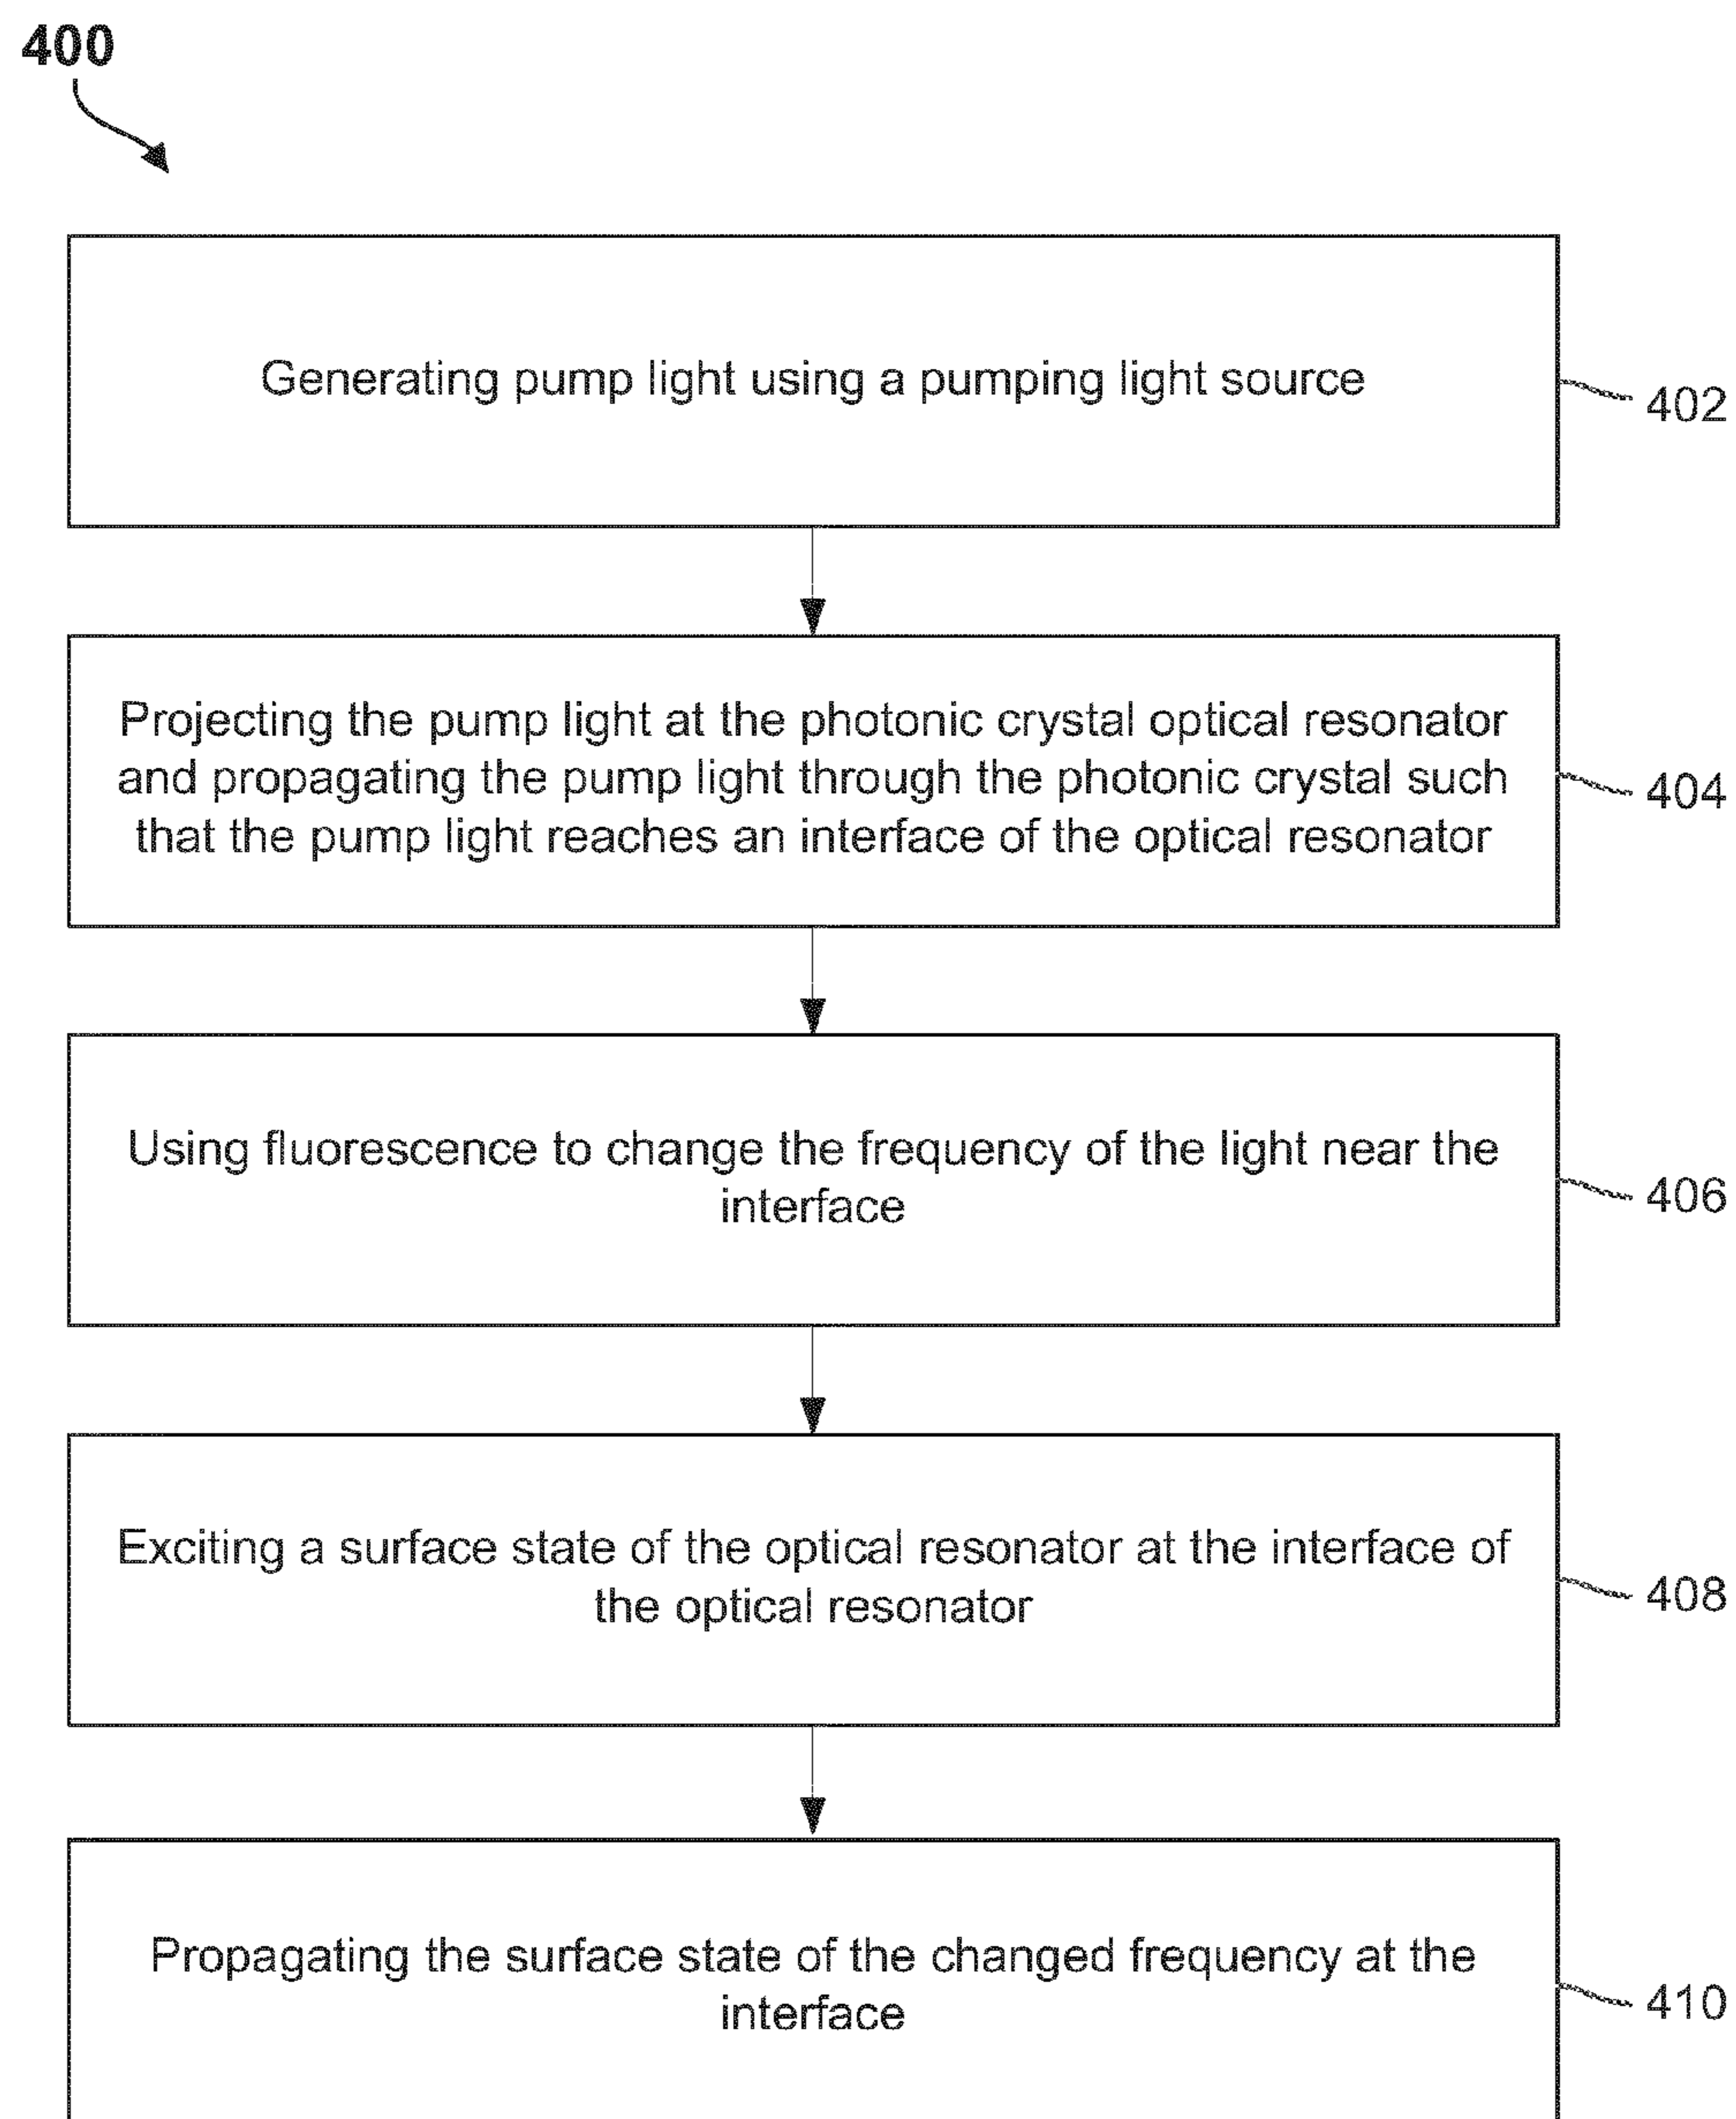 400
Generating pump light using a pumping light source
402
Projecting the pump light at the photonic crystal optical resonator
and propagating the pump light through the photonic crystal such
that the pump light reaches an interface of the optical resonator
404
Using fluorescence to change the frequency of the light near the
interface
406
Exciting a surface state of the optical resonator at the interface of
the optical resonator
408
Propagating the surface state of the changed frequency at the
interface
410